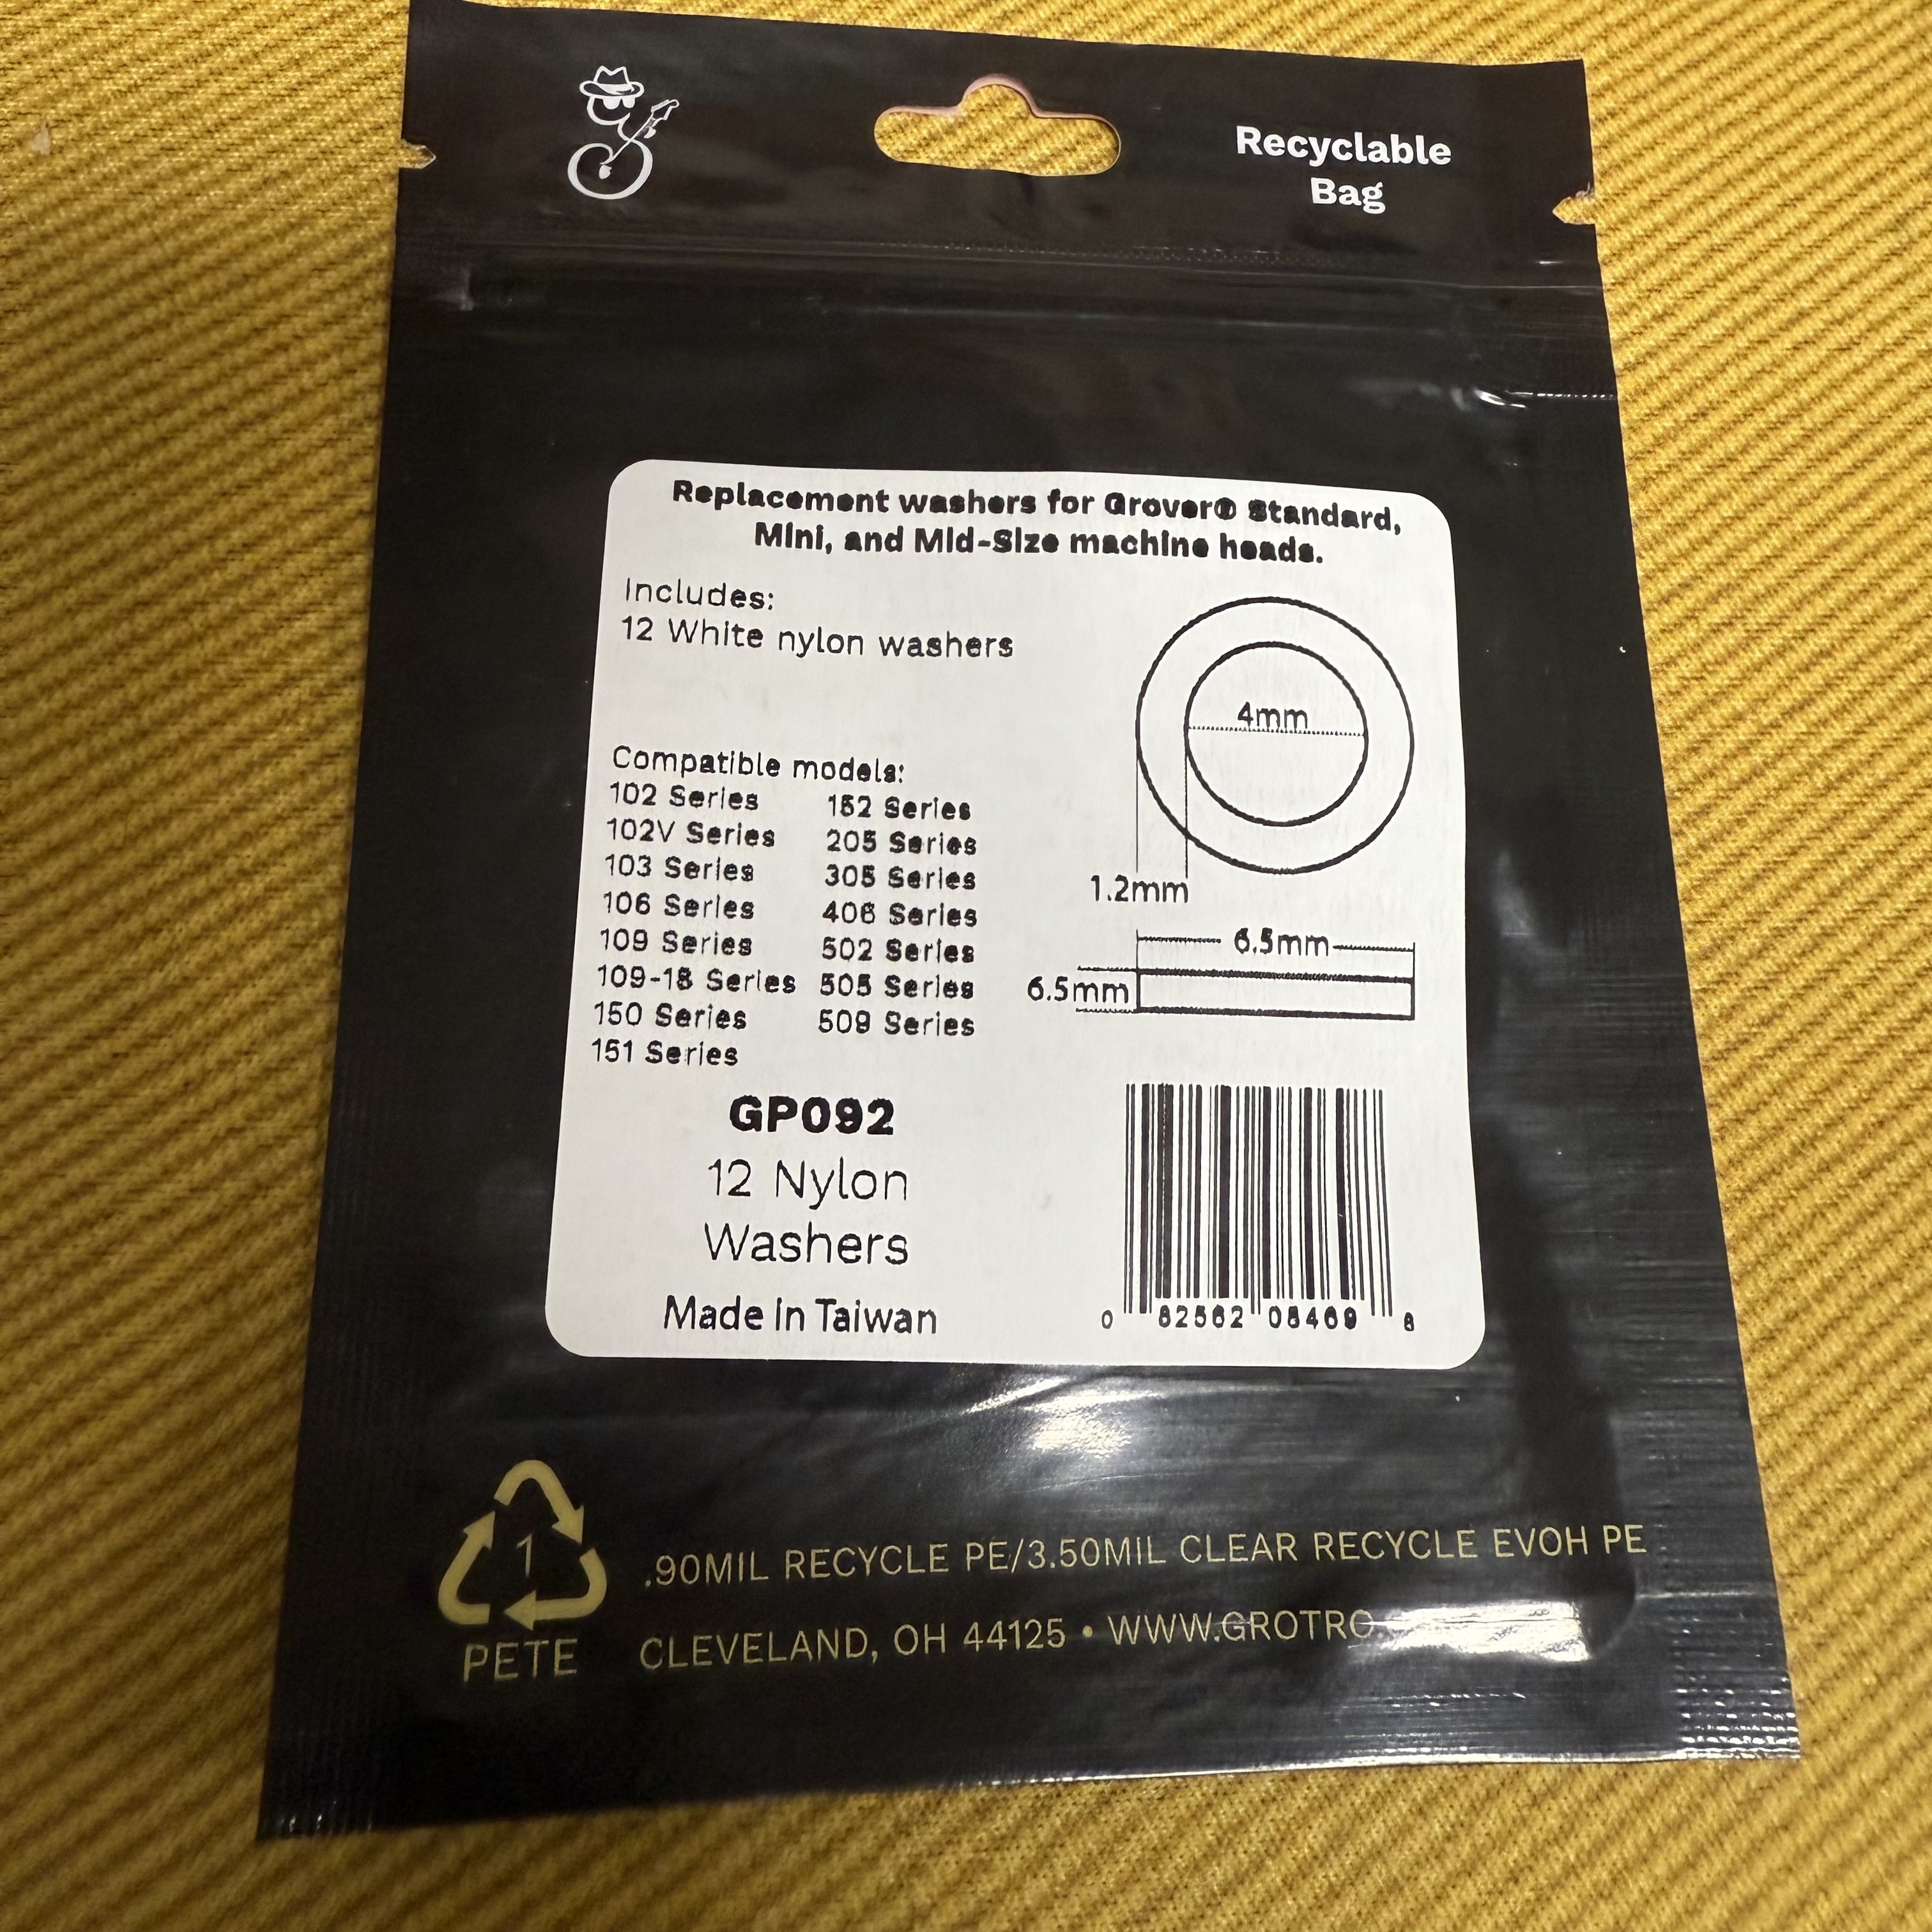 Recyclable
Bag
Replacement washers for Grover® Standard,
Mini, and Mid-Size machine heads.
Includes:
12 White nylon washers
4mm
1.2mm
6.5mm
6.5mm
Compatible models:
102 Series
102V Series
103 Series
106 Series
109 Series
109-18 Series
150 Series
151 Series
152 Series
205 Series
305 Series
406 Series
502 Series
505 Series
509 Series
GP092
12 Nylon
Washers
Made in Taiwan
0 82562 08469 8
1
PETE
.90MIL RECYCLE PE/3.50MIL CLEAR RECYCLE EVOH PE
CLEVELAND, OH 44125 •